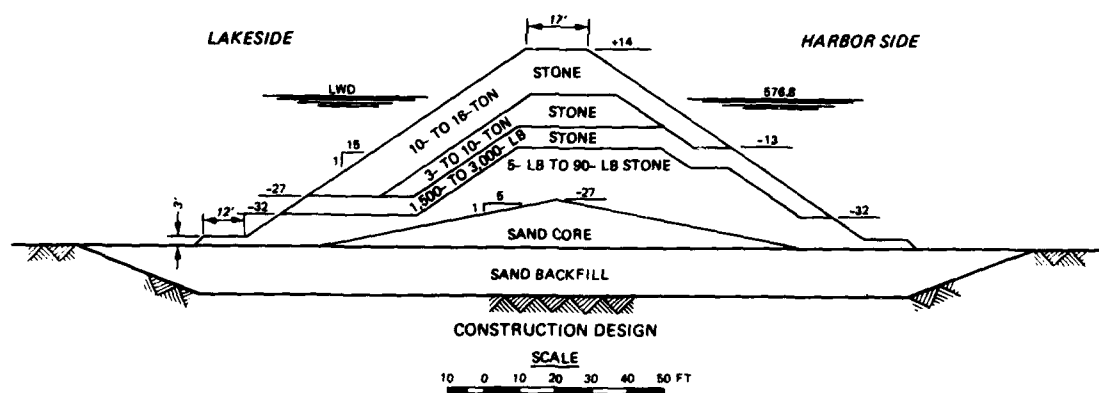 17'
LAKESIDE
HARBOR SIDE
+14
STONE
LWD
576.8
10- TO 16-TON
STONE
3- TO 10-TON
STONE
1,500- TO 3,000- LB
5- LB TO 90- LB STONE
-13
15
1
-27
-32
3'
12'
5
1
-27
-32
SAND CORE
SAND BACKFILL
CONSTRUCTION DESIGN
SCALE
10 0 10 20 30 40 50 FT